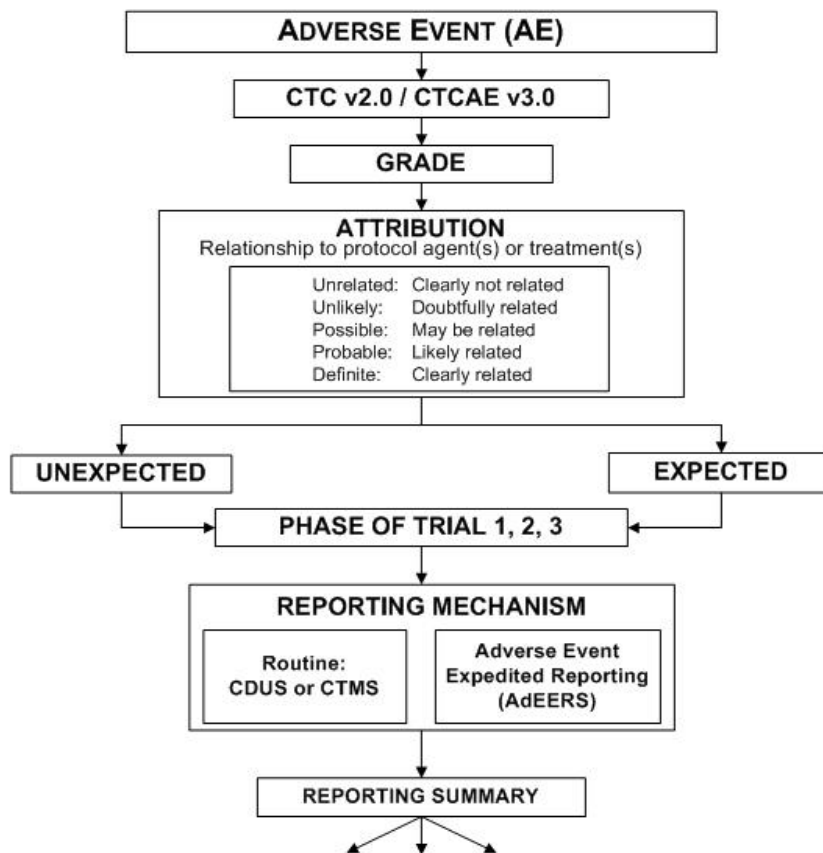 ADVERSE EVENT (AE)
CTC v2.0 / CTCAE v3.0
GRADE
ATTRIBUTION
Relationship to protocol agent(s) or treatment(s)
Unrelated: Clearly not related
Unlikely: Doubtfully related
Possible: May be related
Probable: Likely related
Definite: Clearly related
UNEXPECTED
EXPECTED
PHASE OF TRIAL 1, 2, 3
REPORTING MECHANISM
Routine:
CDUS or CTMS
Adverse Event
Expedited Reporting
(AdEERS)
REPORTING SUMMARY